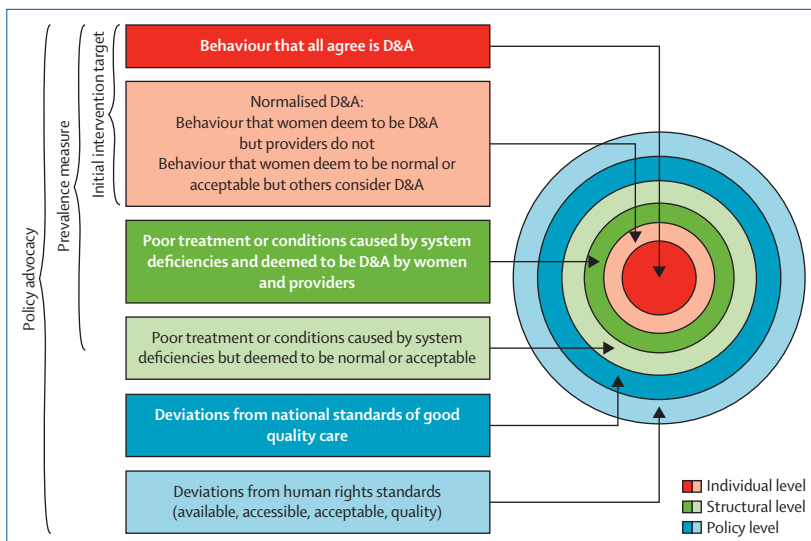 Policy advocacy
Prevalence measure
Initial intervention target
Behaviour that all agree is D&A
Normalised D&A:
Behaviour that women deem to be D&A
but providers do not
Behaviour that women deem to be normal or
acceptable but others consider D&A
Poor treatment or conditions caused by system
deficiencies and deemed to be D&A by women
and providers
Poor treatment or conditions caused by system
deficiencies but deemed to be normal or acceptable
Deviations from national standards of good
quality care
Deviations from human rights standards
(available, accessible, acceptable, quality)
Individual level
Structural level
Policy level